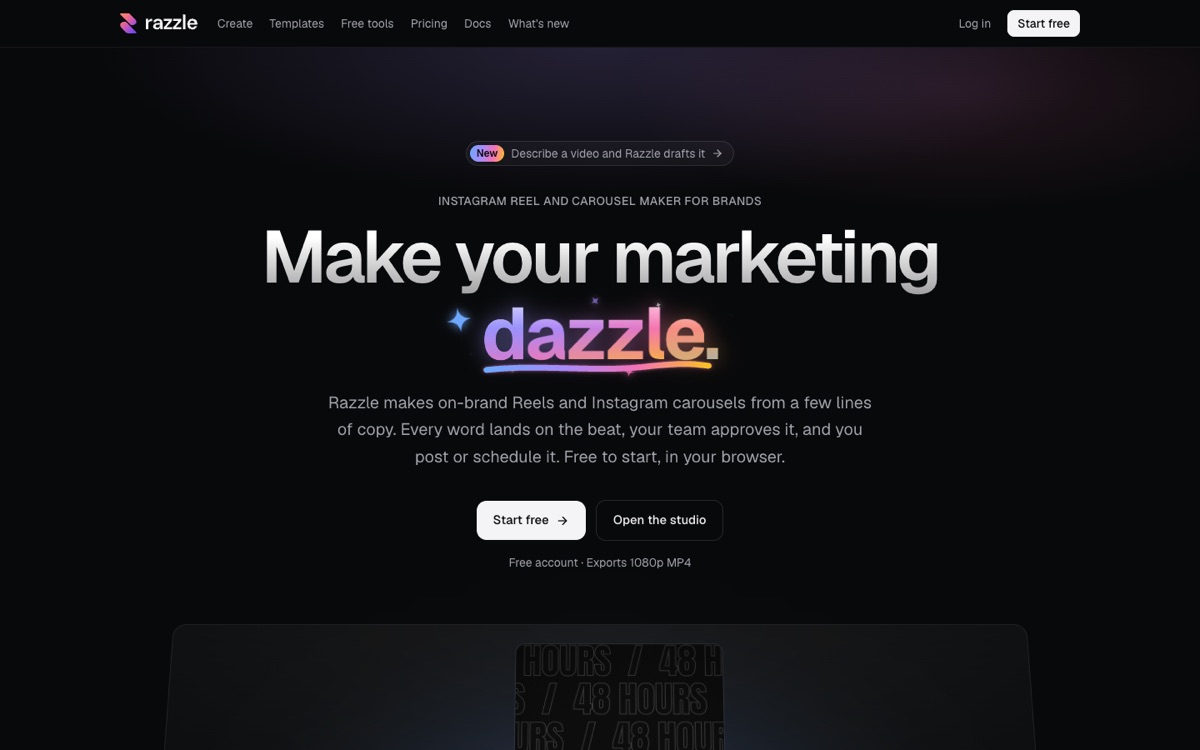 razzle Create Templates Free tools Pricing Docs What's new Log in Start free
New Describe a video and Razzle drafts it →
INSTAGRAM REEL AND CAROUSEL MAKER FOR BRANDS
Make your marketing
dazzle.
Razzle makes on-brand Reels and Instagram carousels from a few lines
of copy. Every word lands on the beat, your team approves it, and you
post or schedule it. Free to start, in your browser.
Start free → Open the studio
Free account · Exports 1080p MP4
HOURS / 48 H
S / 48 HOURS
URS / 48 HOUR